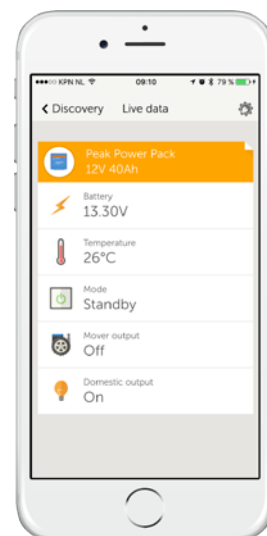 KPN NL
09:10
79 %
Discovery
Live data
Peak Power Pack
12V 40Ah
Battery
13.30V
Temperature
26°C
Mode
Standby
Mover output
Off
Domestic output
On